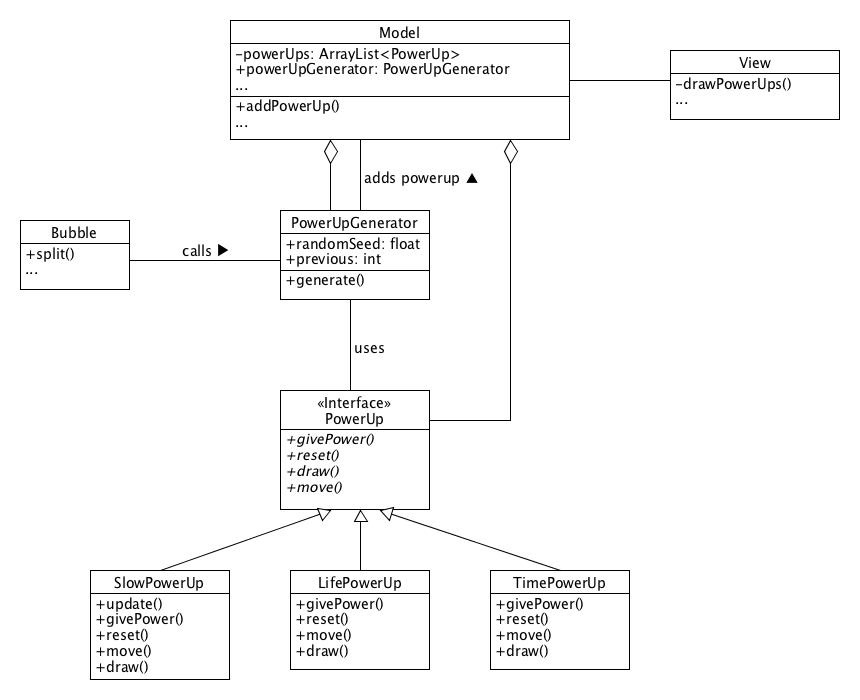 Model
-powerUps: ArrayList<PowerUp>
+powerUpGenerator: PowerUpGenerator
...
+addPowerUp()
...
View
-drawPowerUps()
...
adds powerup ▲
Bubble
+split()
...
calls ▶
PowerUpGenerator
+randomSeed: float
+previous: int
+generate()
uses
«Interface»
PowerUp
+givePower()
+reset()
+draw()
+move()
SlowPowerUp
+update()
+givePower()
+reset()
+move()
+draw()
LifePowerUp
+givePower()
+reset()
+move()
+draw()
TimePowerUp
+givePower()
+reset()
+move()
+draw()